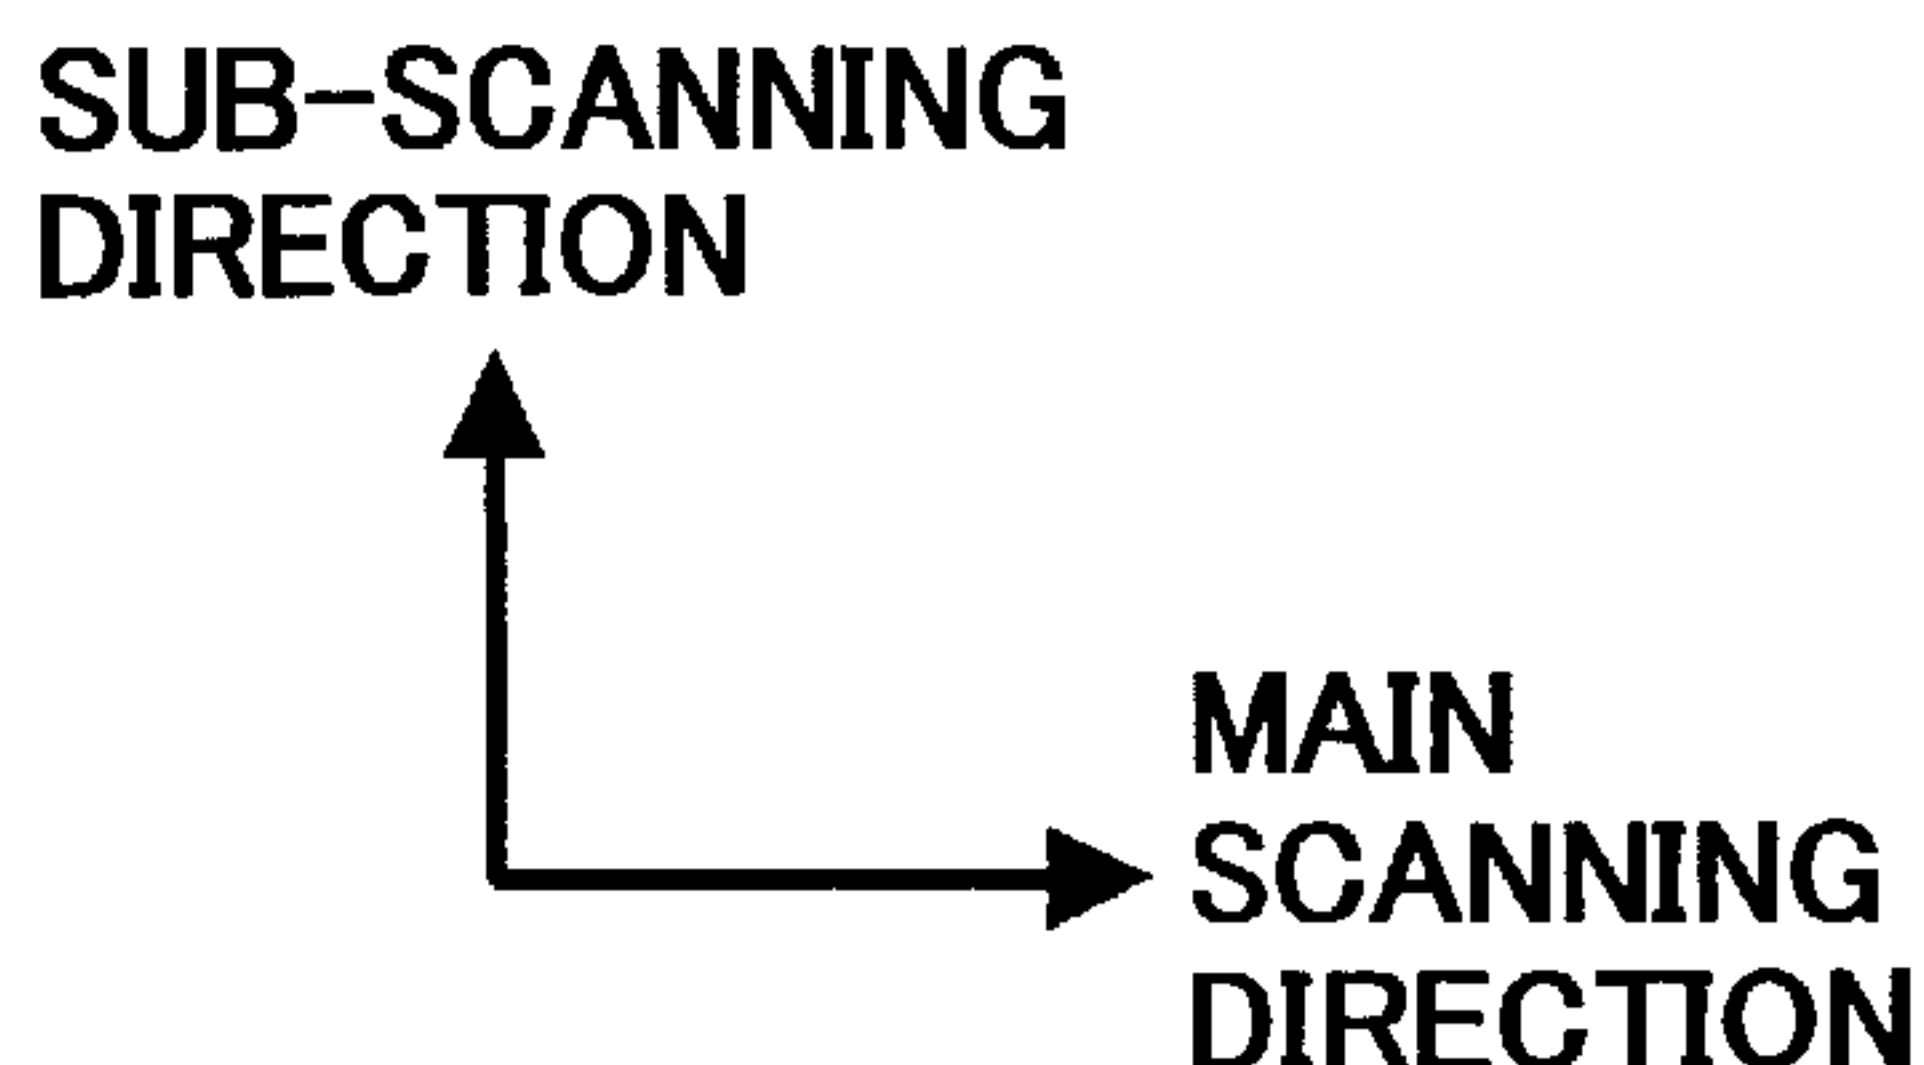 SUB-SCANNING
DIRECTION
MAIN
SCANNING
DIRECTION